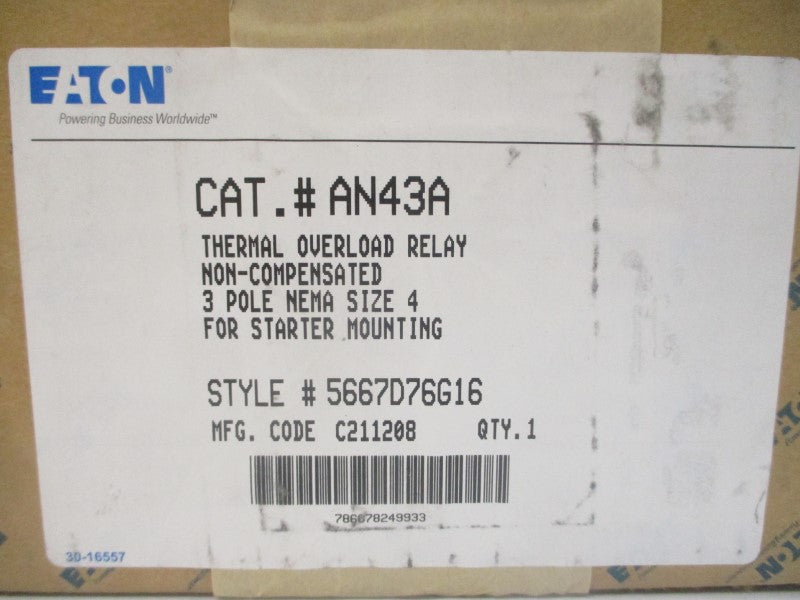 EATON®
Powering Business Worldwide™
CAT.# AN43A
THERMAL OVERLOAD RELAY
NON-COMPENSATED
3 POLE NEMA SIZE 4
FOR STARTER MOUNTING
STYLE # 5667D76G16
MFG. CODE C211208 QTY.1
786678249933
30-16557
EATON